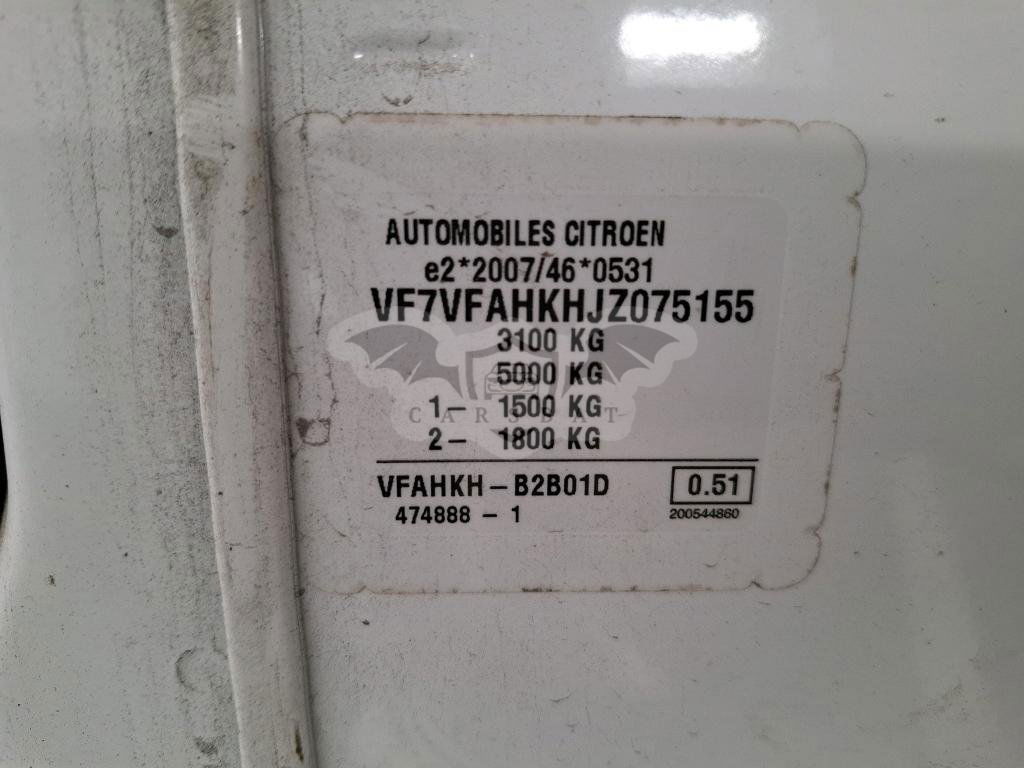 AUTOMOBILES CITROEN
e2*2007/46*0531
VF7VFAHKHJZ075155
3100 KG
5000 KG
1- 1500 KG
CARSBAT
2- 1800 KG
VFAHKH-B2B01D 0.51
474888-1 200544860